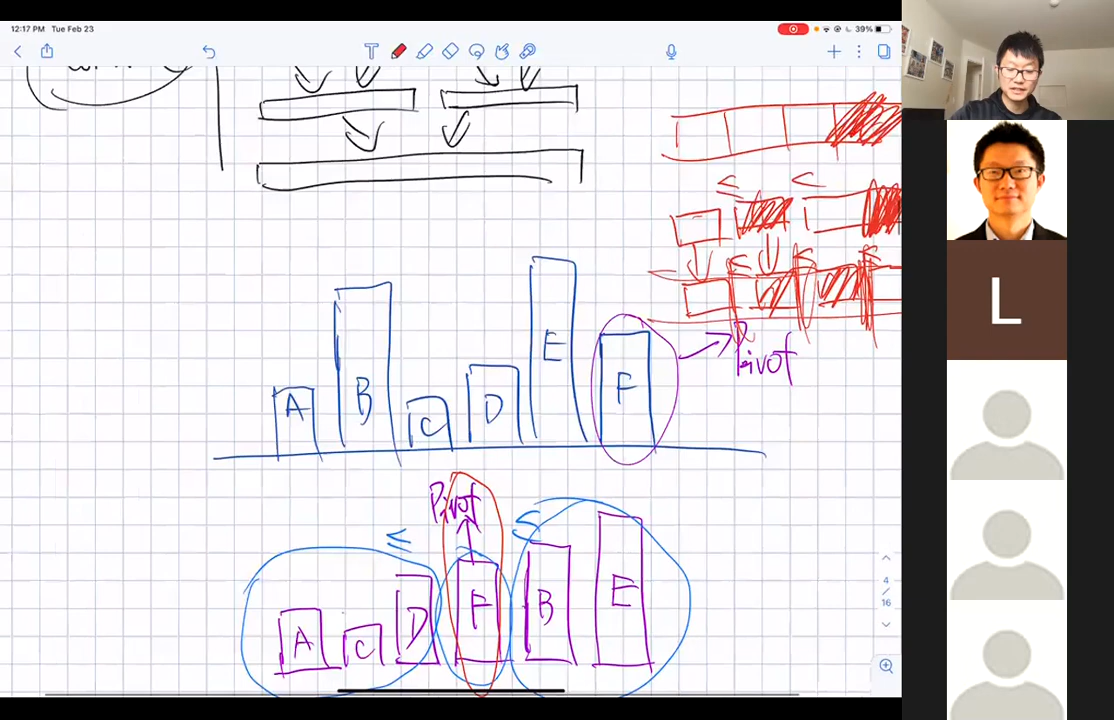 12:17 PM Tue Feb 23
39%
T
<
<
<
<
<
Pivot
A
B
C
D
E
F
Pivot
≤
≤
A
C
D
F
B
E
4
/
16
L